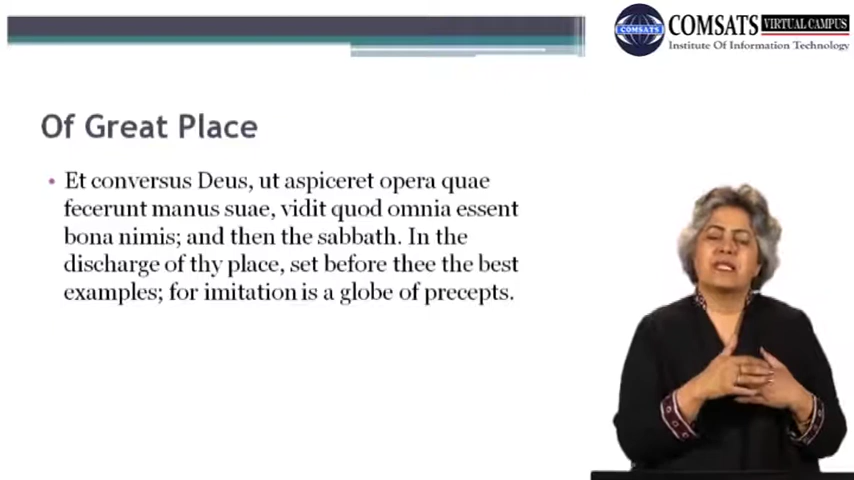 COMSATS VIRTUAL CAMPUS
COMSATS
Institute Of Information Technology
Of Great Place
• Et conversus Deus, ut aspiceret opera quae
fecerunt manus suae, vidit quod omnia essent
bona nimis; and then the sabbath. In the
discharge of thy place, set before thee the best
examples; for imitation is a globe of precepts.